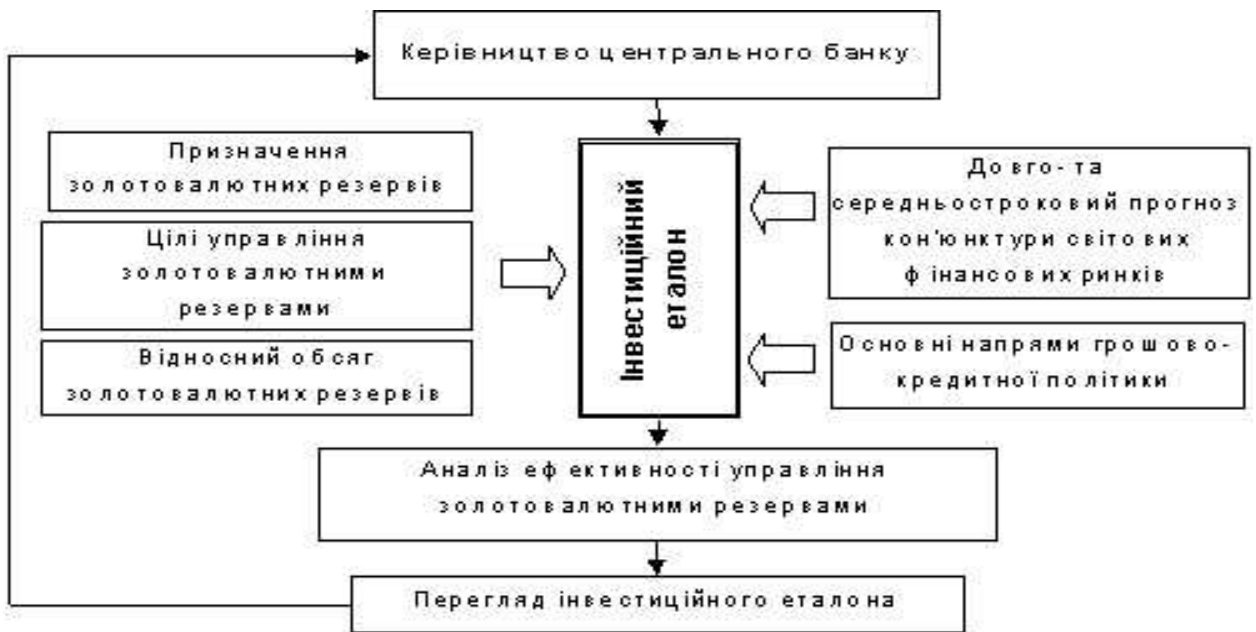 Керівництво центрального банку
Призначення
золотовалютних резервів
Цілі управління
золотовалютними
резервами
Відносний обсяг
золотовалютних резервів
Інвестиційний
еталон
Довго- та
середньостроковий прогноз
кон'юнктури світових
фінансових ринків
Основні напрями грошово-
кредитної політики
Аналіз ефективності управління
золотовалютними резервами
Перегляд інвестиційного еталона